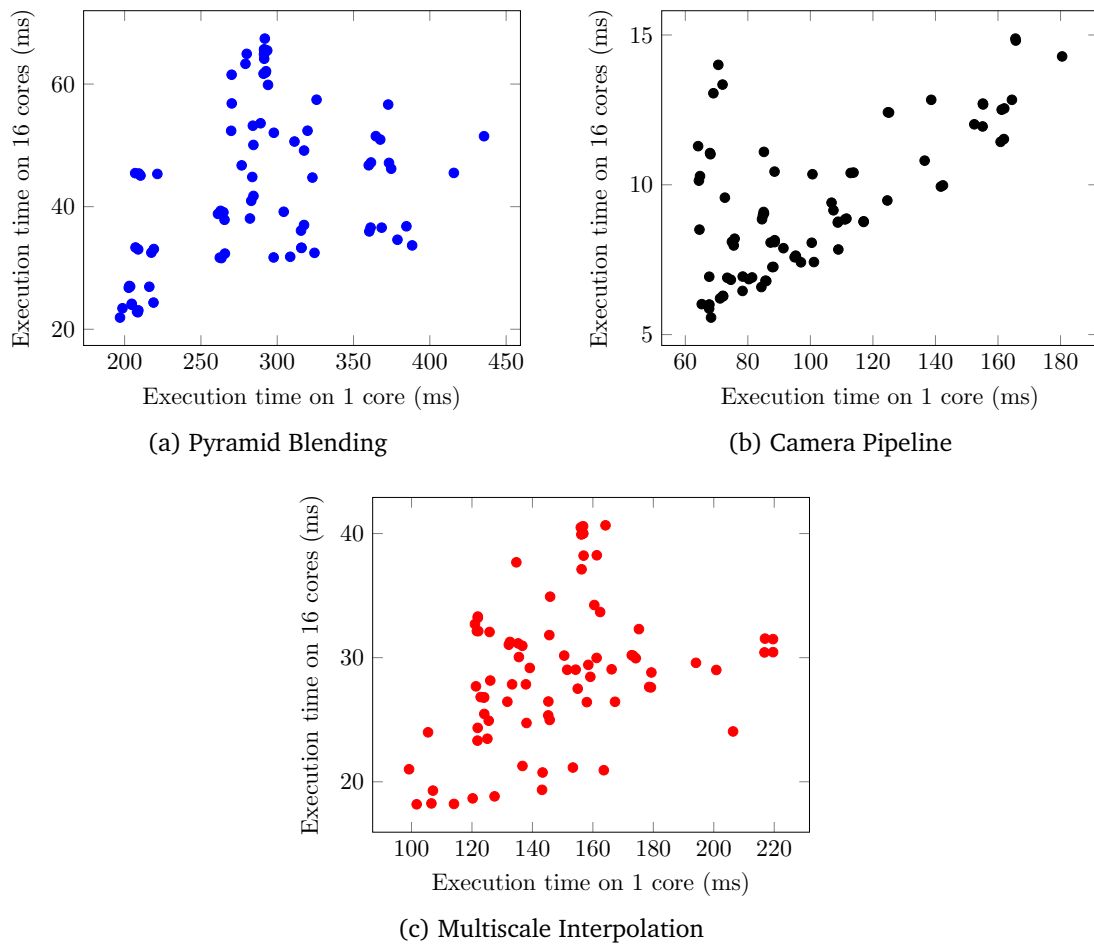 Execution time on 16 cores (ms)
60
40
20
200 250 300 350 400 450
Execution time on 1 core (ms)
(a) Pyramid Blending
Execution time on 16 cores (ms)
15
10
5
60 80 100 120 140 160 180
Execution time on 1 core (ms)
(b) Camera Pipeline
Execution time on 16 cores (ms)
40
30
20
100 120 140 160 180 200 220
Execution time on 1 core (ms)
(c) Multiscale Interpolation